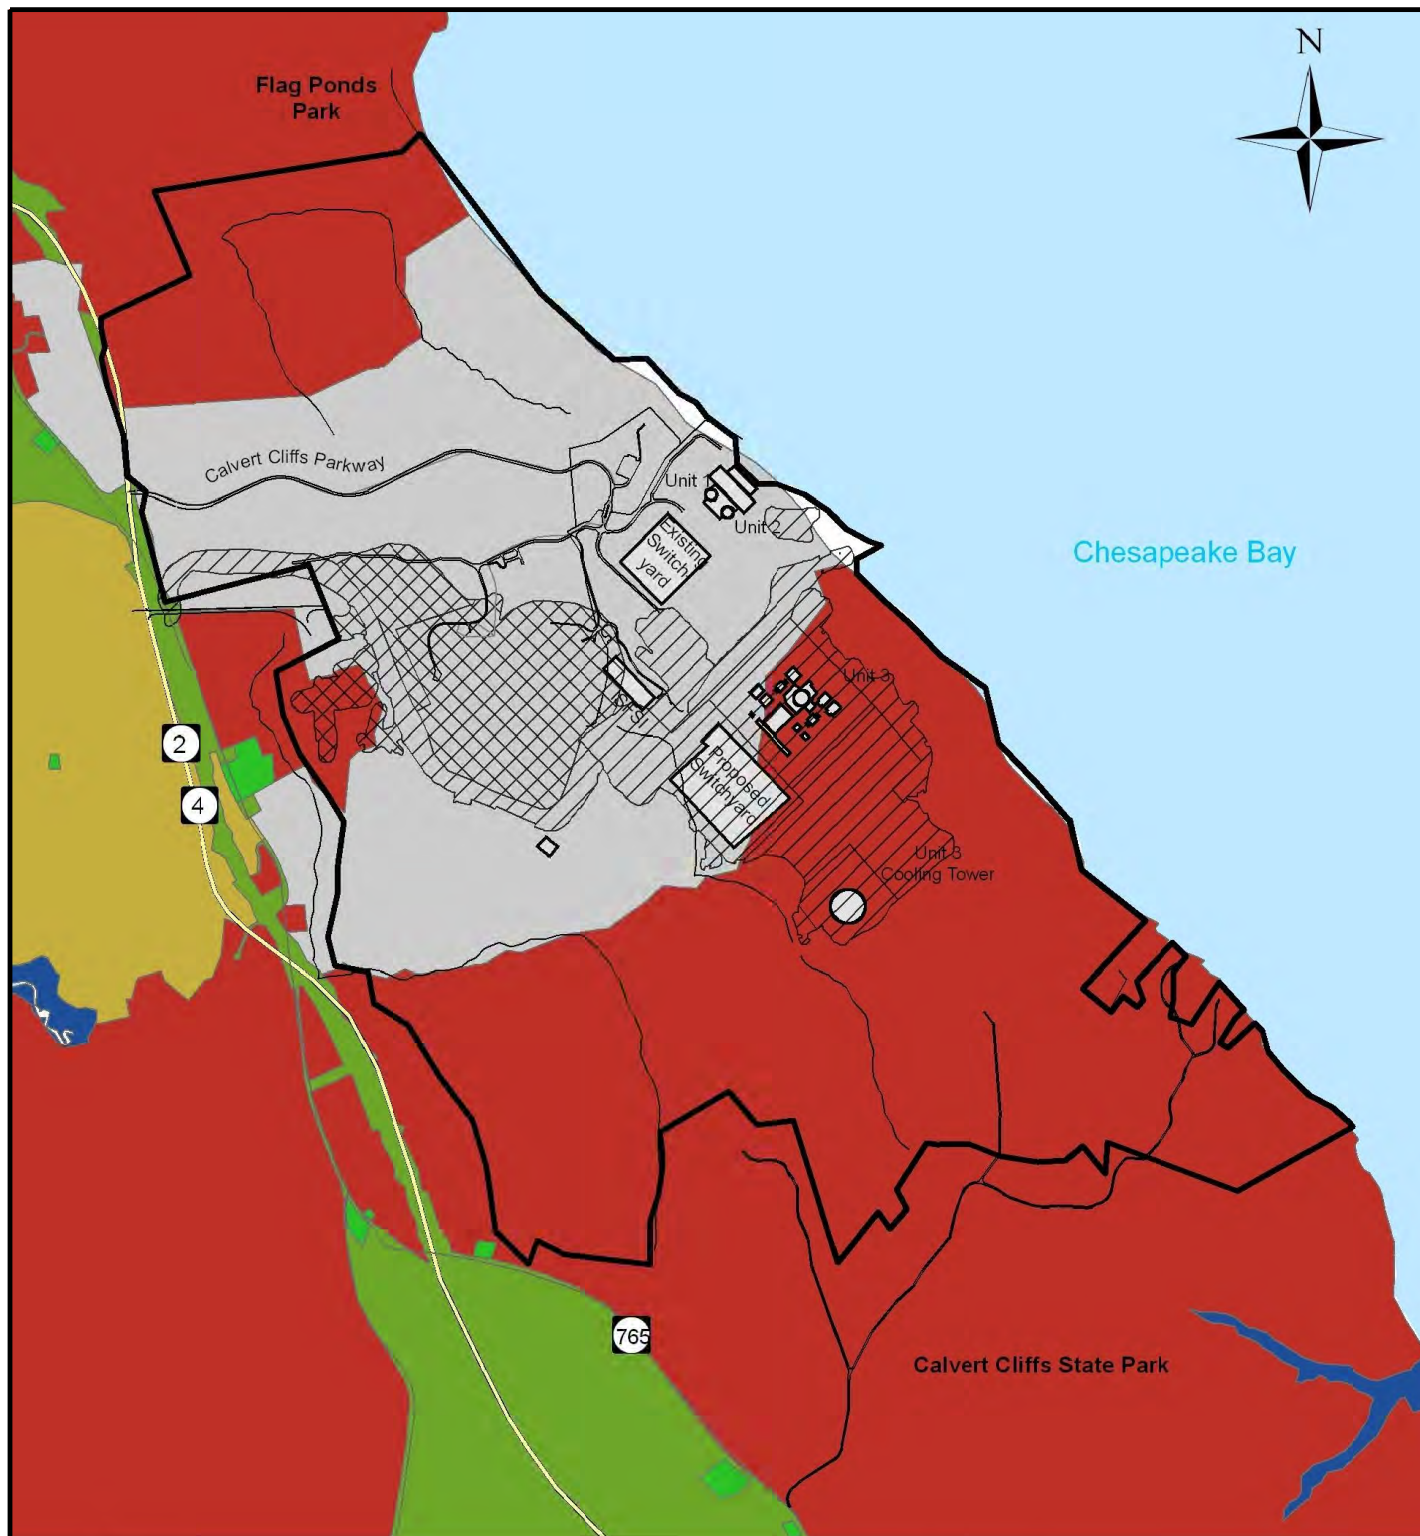 N
Flag Ponds
Park
Calvert Cliffs Parkway
Unit 1
Unit 2
Existing
Switch
yard
Chesapeake Bay
Unit 3
2
Proposed
Switchyard
4
Unit 3
Cooling Tower
765
Calvert Cliffs State Park